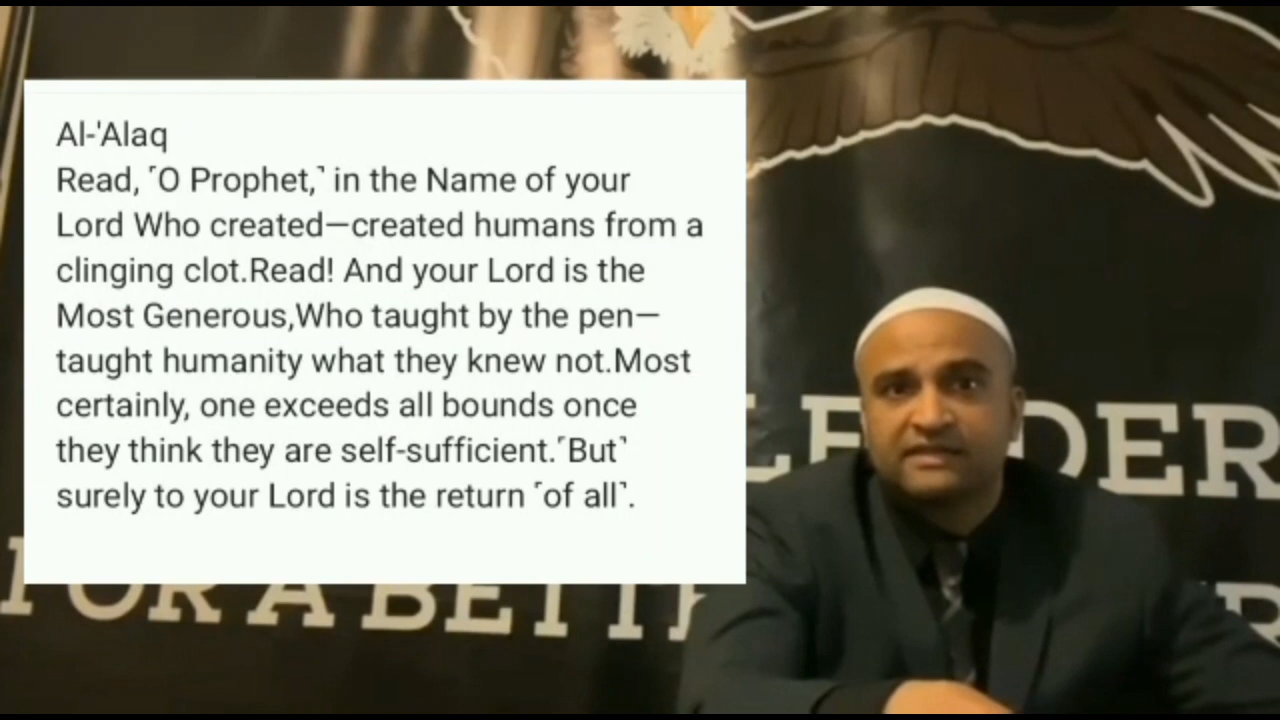 Al-'Alaq
Read, ˹O Prophet,˺ in the Name of your
Lord Who created—created humans from a
clinging clot.Read! And your Lord is the
Most Generous,Who taught by the pen—
taught humanity what they knew not.Most
certainly, one exceeds all bounds once
they think they are self-sufficient.˹But˺
surely to your Lord is the return ˹of all˺.
FOR A